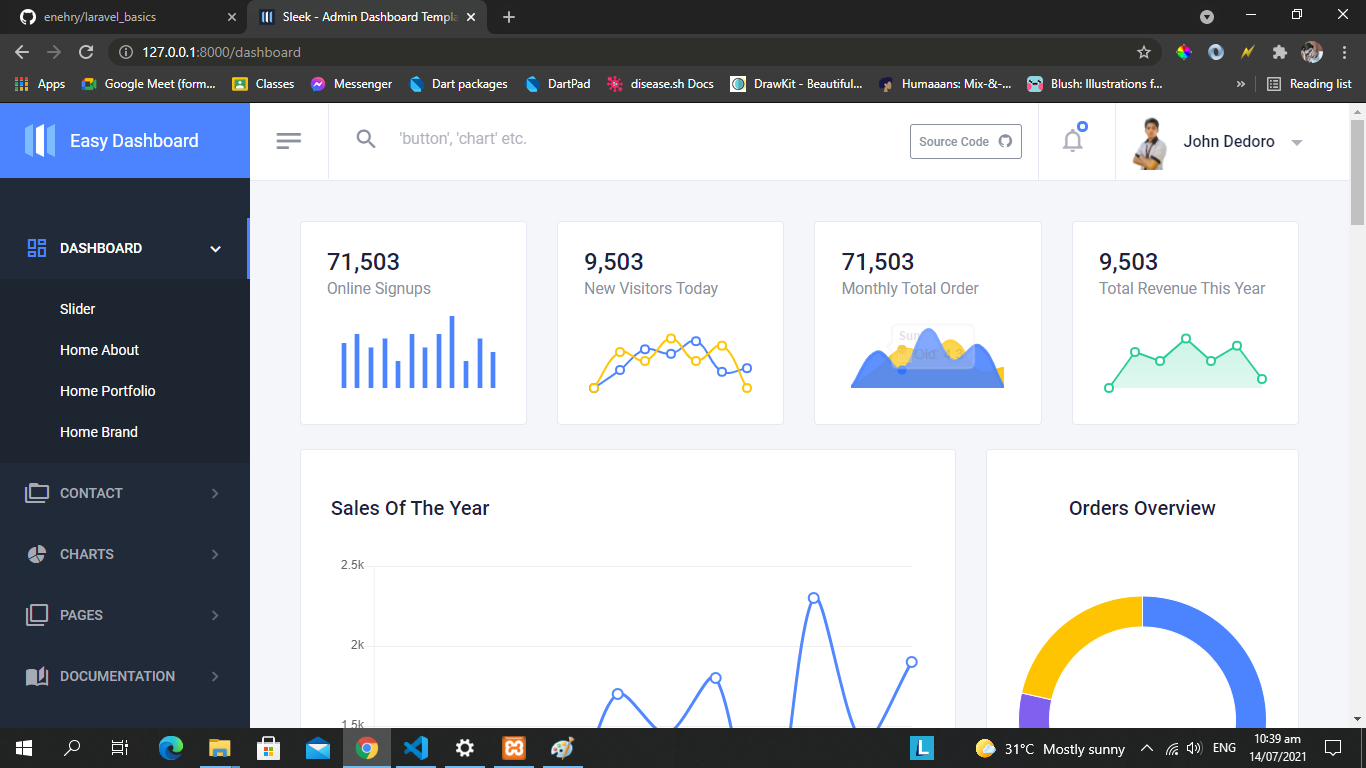 enehry/laravel_basics
Sleek - Admin Dashboard Templa
127.0.0.1:8000/dashboard
Apps
Google Meet (form...
Classes
Messenger
Dart packages
DartPad
disease.sh Docs
DrawKit - Beautiful...
Humaaans: Mix-&-...
Blush: Illustrations f...
»
Reading list
Easy Dashboard
'button', 'chart' etc.
Source Code
John Dedoro
DASHBOARD
Slider
Home About
Home Portfolio
Home Brand
CONTACT
CHARTS
PAGES
DOCUMENTATION
71,503
Online Signups
9,503
New Visitors Today
71,503
Monthly Total Order
Old: 4.3
9,503
Total Revenue This Year
Sales Of The Year
2.5k
2k
1.5k
Orders Overview
L
31°C Mostly sunny
ENG
10:39 am
14/07/2021